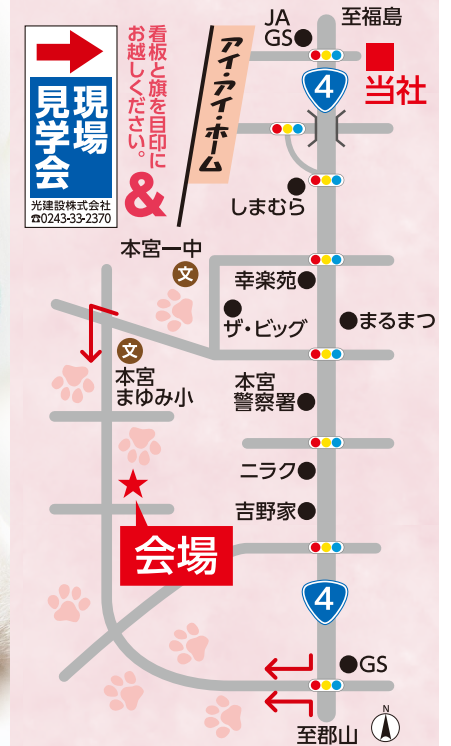 現場
見学会
光建設株式会社
☎0243-33-2370
看板と旗を目印に
お越しください。
&
アイ・アイ・ホーム
JA
GS
至福島
4
当社
しまむら
本宮一中
文
幸楽苑
ザ・ビッグ
まるまつ
文
本宮
まゆみ小
本宮
警察署
ニラク
吉野家
会場
4
GS
至郡山
N